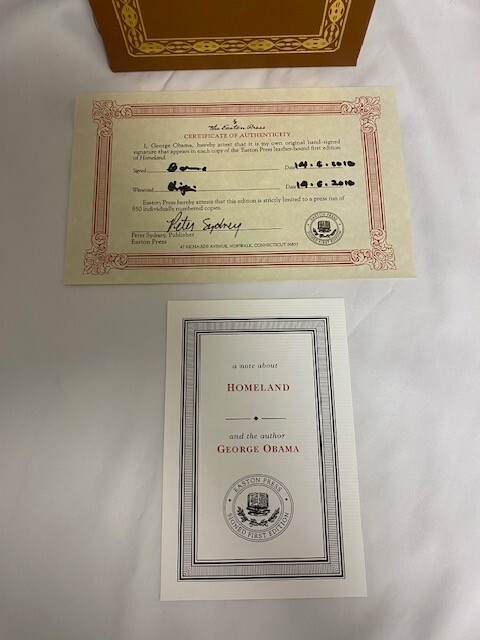 The Easton Press
CERTIFICATE OF AUTHENTICITY
I, George Obama, hereby attest that it is my own original hand-signed
signature that appears in each copy of the Easton Press leather-bound first edition
of Homeland.
Signed Date 14.6.2010
Witnessed Date 19.6.2010
Easton Press hereby attests that this edition is strictly limited to a press run of
950 individually numbered copies.
Peter Sydney
Peter Sydney, Publisher
Easton Press
47 RICHARDS AVENUE, NORWALK, CONNECTICUT 06857
a note about
HOMELAND
and the author
GEORGE OBAMA
EASTON PRESS
SIGNED FIRST EDITION